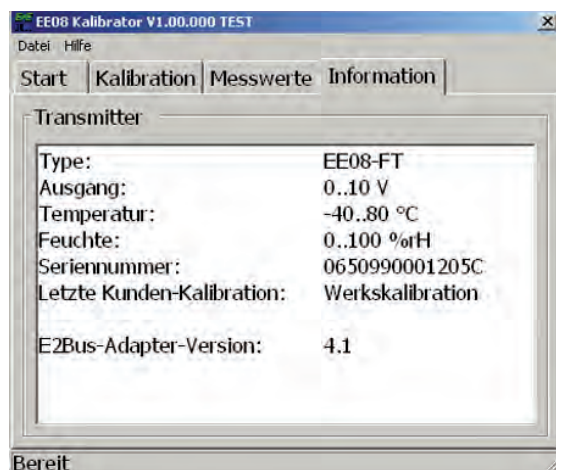 EE08 Kalibrator V1.00.000 TEST
Datei Hilfe
Start Kalibration Messwerte Information
Transmitter
Type: EE08-FT
Ausgang: 0..10 V
Temperatur: -40..80 °C
Feuchte: 0..100 %rH
Seriennummer: 0650990001205C
Letzte Kunden-Kalibration: Werkskalibration
E2Bus-Adapter-Version: 4.1
Bereit